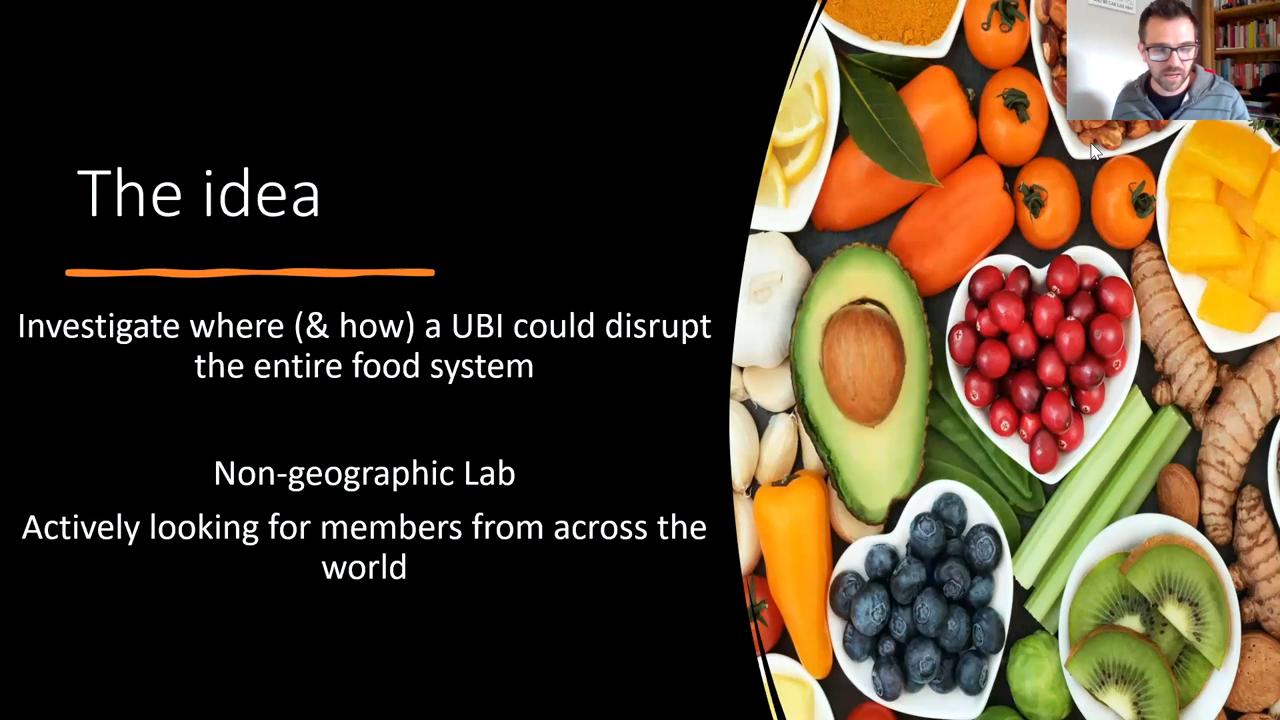 The idea
Investigate where (& how) a UBI could disrupt
the entire food system
Non-geographic Lab
Actively looking for members from across the
world